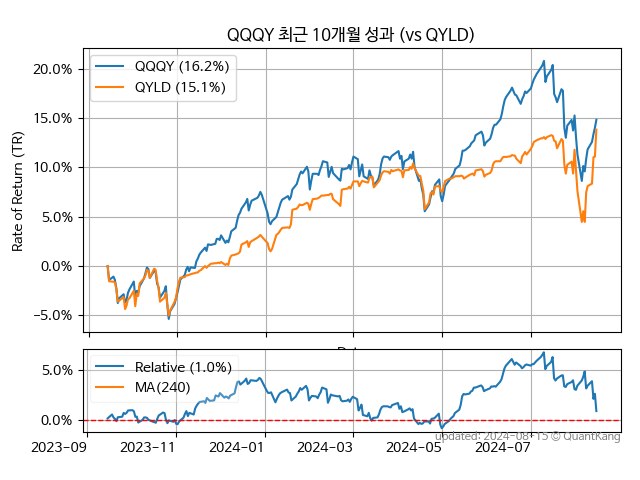 QQQY 최근 10개월 성과 (vs QYLD)
QQQY (16.2%)
QYLD (15.1%)
Rate of Return (TR)
20.0%
15.0%
10.0%
5.0%
0.0%
−5.0%
Relative (1.0%)
MA(240)
5.0%
0.0%
2023-09
2023-11
2024-01
2024-03
2024-05
2024-07
updated: 2024-08-15 © QuantKang